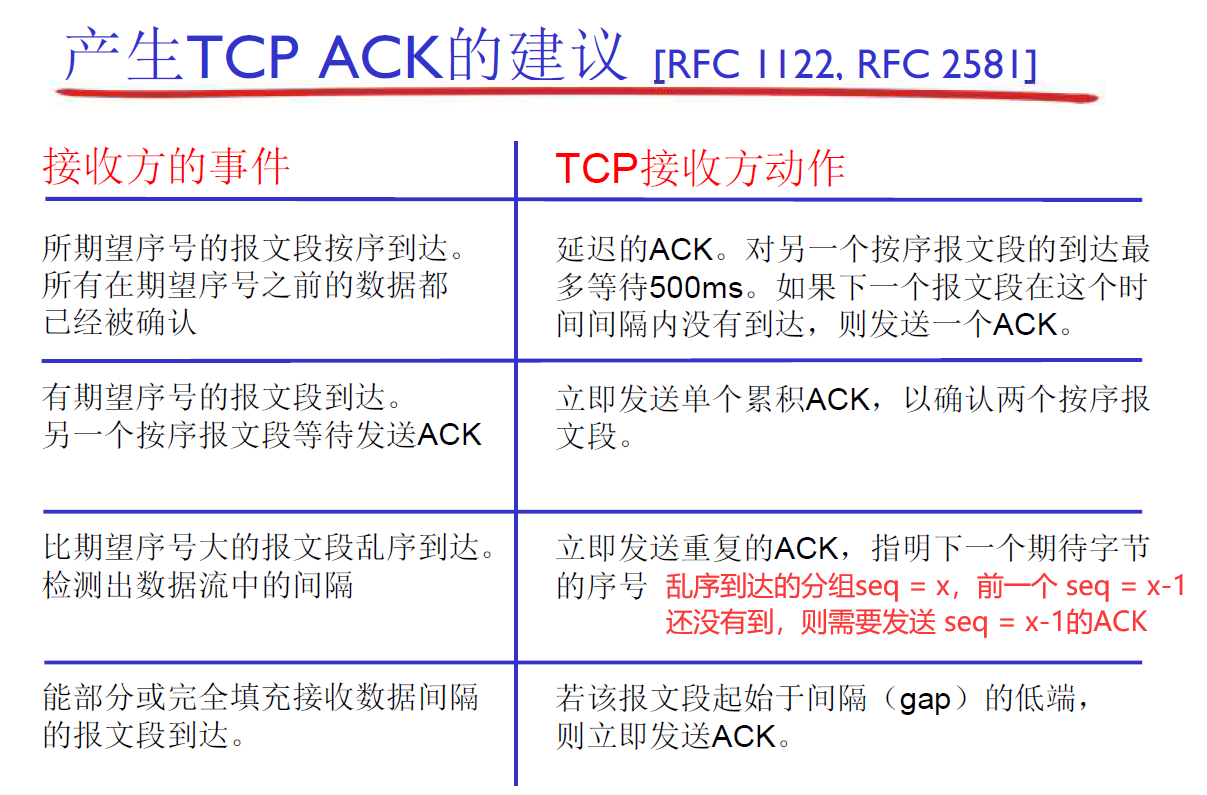 产生TCP ACK的建议 [RFC 1122, RFC 2581]
接收方的事件
TCP接收方动作
所期望序号的报文段按序到达。
所有在期望序号之前的数据都
已经被确认
延迟的ACK。对另一个按序报文段的到达最
多等待500ms。如果下一个报文段在这个时
间间隔内没有到达，则发送一个ACK。
有期望序号的报文段到达。
另一个按序报文段等待发送ACK
立即发送单个累积ACK，以确认两个按序报
文段。
比期望序号大的报文段乱序到达。
检测出数据流中的间隔
立即发送重复的ACK，指明下一个期待字节
的序号 乱序到达的分组seq = x，前一个 seq = x-1
还没有到，则需要发送 seq = x-1的ACK
能部分或完全填充接收数据间隔
的报文段到达。
若该报文段起始于间隔（gap）的低端，
则立即发送ACK。